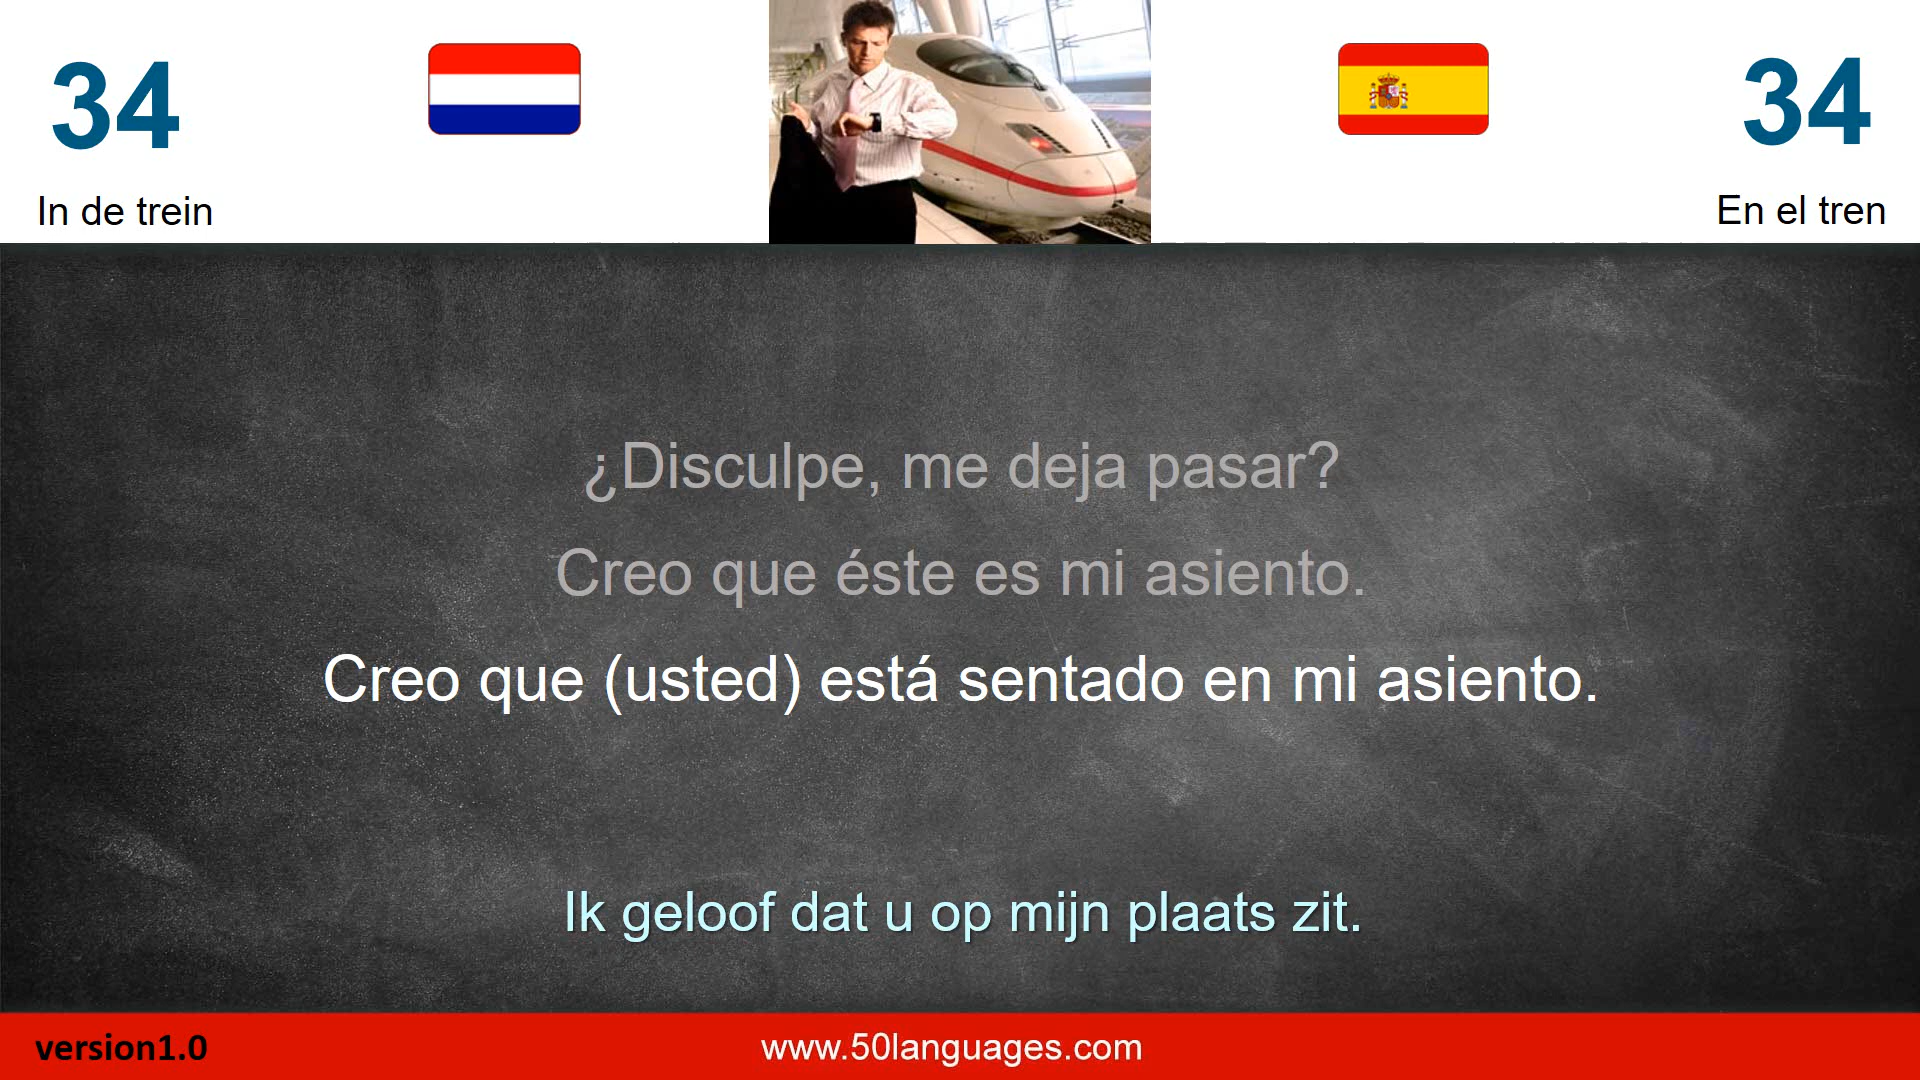 34
34
In de trein
En el tren
¿Disculpe, me deja pasar?
Creo que éste es mi asiento.
Creo que (usted) está sentado en mi asiento.
Ik geloof dat u op mijn plaats zit.
version1.0
www.50languages.com